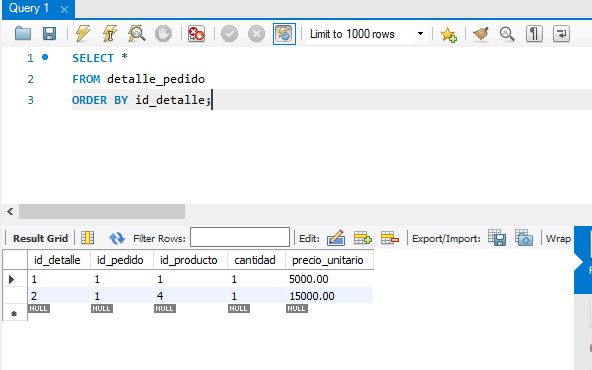 Query 1
Limit to 1000 rows
1 SELECT *
2 FROM detalle_pedido
3 ORDER BY id_detalle;
Result Grid Filter Rows: Edit: Export/Import: Wrap
id_detalle id_pedido id_producto cantidad precio_unitario
1 1 1 1 5000.00
2 1 4 1 15000.00
NULL NULL NULL NULL NULL